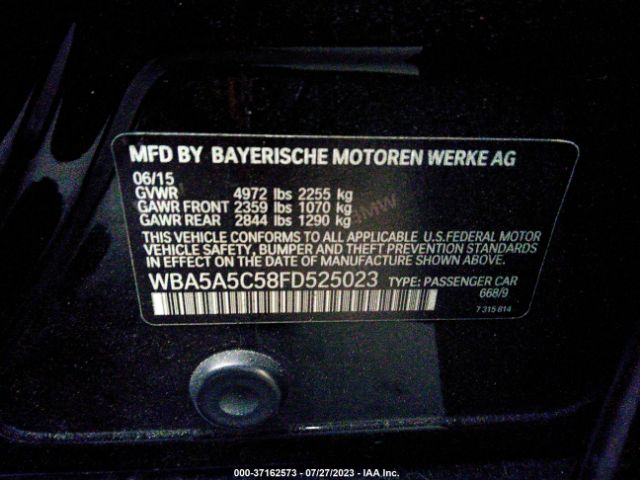 MFD BY BAYERISCHE MOTOREN WERKE AG
06/15
GVWR 4972 lbs 2255 kg
GAWR FRONT 2359 lbs 1070 kg
GAWR REAR 2844 lbs 1290 kg
BMW
THIS VEHICLE CONFORMS TO ALL APPLICABLE U.S.FEDERAL MOTOR
VEHICLE SAFETY, BUMPER AND THEFT PREVENTION STANDARDS
IN EFFECT ON THE DATE OF MANUFACTURE SHOWN ABOVE.
WBA5A5C58FD525023 TYPE: PASSENGER CAR
668/9
7 315 814
000-37162573 - 07/27/2023 - IAA Inc.